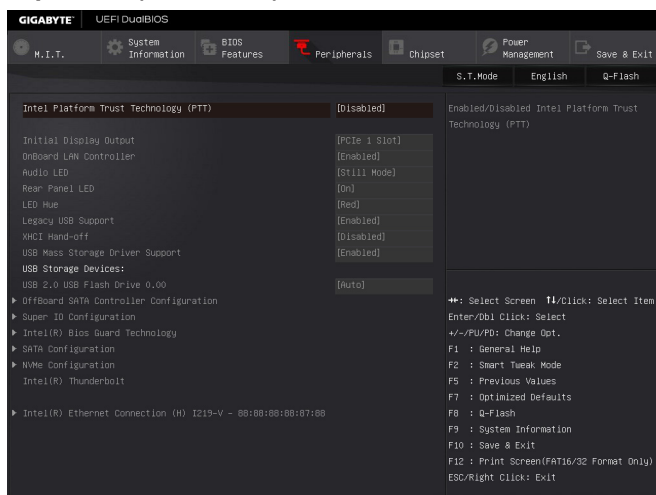 GIGABYTE™ UEFI DualBIOS
M.I.T.
System Information
BIOS Features
Peripherals
Chipset
Power Management
Save & Exit
S.T.Mode English Q-Flash
Intel Platform Trust Technology (PTT) [Disabled]
Initial Display Output [PCIe 1 Slot]
OnBoard LAN Controller [Enabled]
Audio LED [Still Mode]
Rear Panel LED [On]
LED Hue [Red]
Legacy USB Support [Enabled]
XHCI Hand-off [Disabled]
USB Mass Storage Driver Support [Enabled]
USB Storage Devices:
USB 2.0 USB Flash Drive 0.00 [Auto]
OffBoard SATA Controller Configuration
Super IO Configuration
Intel(R) Bios Guard Technology
SATA Configuration
NVMe Configuration
Intel(R) Thunderbolt
Intel(R) Ethernet Connection (H) I219-V - 88:88:88:88:87:88
Enabled/Disabled Intel Platform Trust
Technology (PTT)
→←: Select Screen ↑↓/Click: Select Item
Enter/Dbl Click: Select
+/-/PU/PD: Change Opt.
F1 : General Help
F2 : Smart Tweak Mode
F5 : Previous Values
F7 : Optimized Defaults
F8 : Q-Flash
F9 : System Information
F10 : Save & Exit
F12 : Print Screen(FAT16/32 Format Only)
ESC/Right Click: Exit